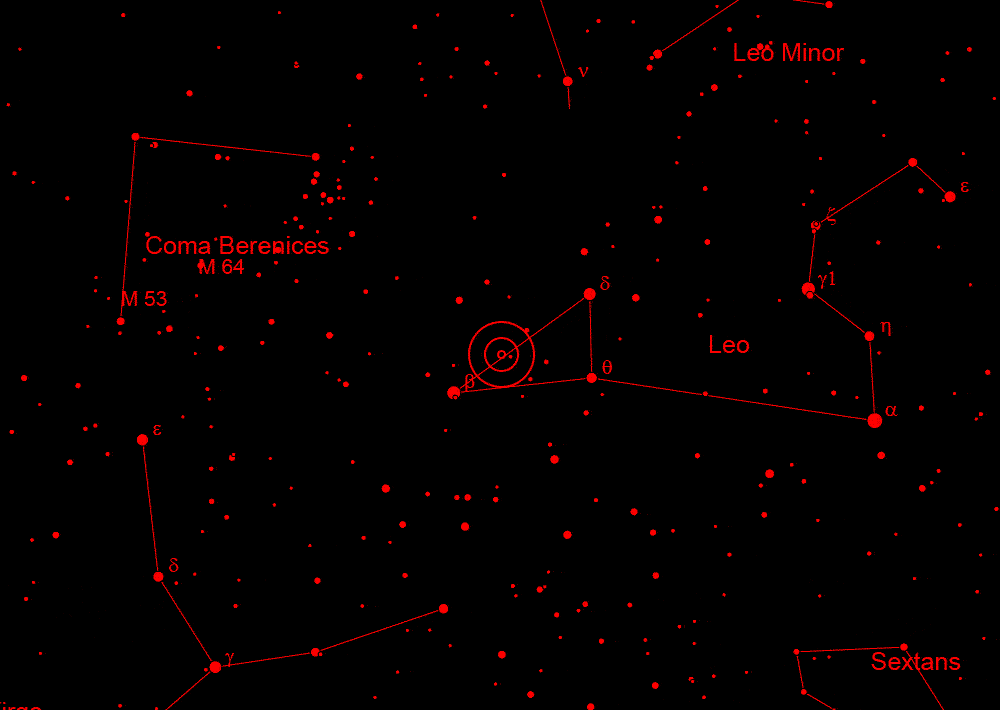 Leo Minor
ν
ε
ζ
Coma Berenices
M 64
γ1
δ
M 53
η
Leo
θ
β
α
ε
δ
γ
Sextans